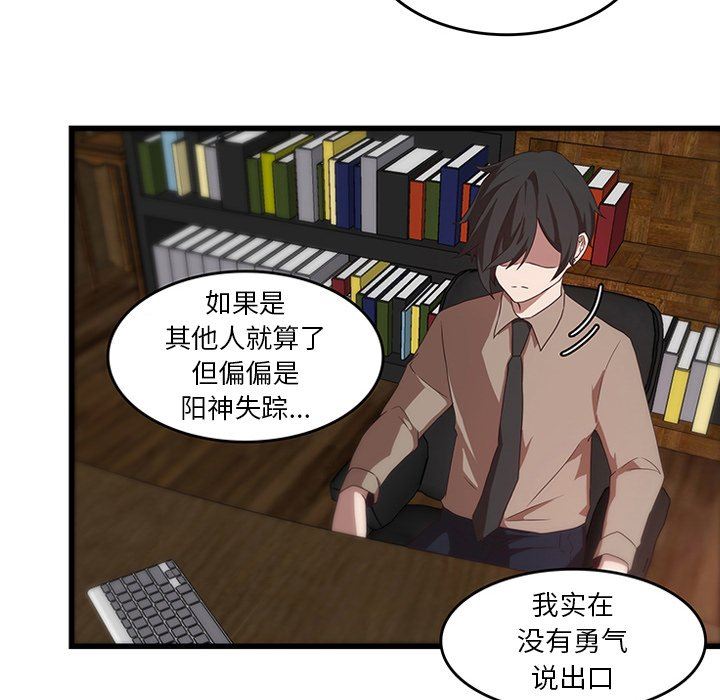 如果是
其他人就算了
但偏偏是
阳神失踪...
我实在
没有勇气
说出口